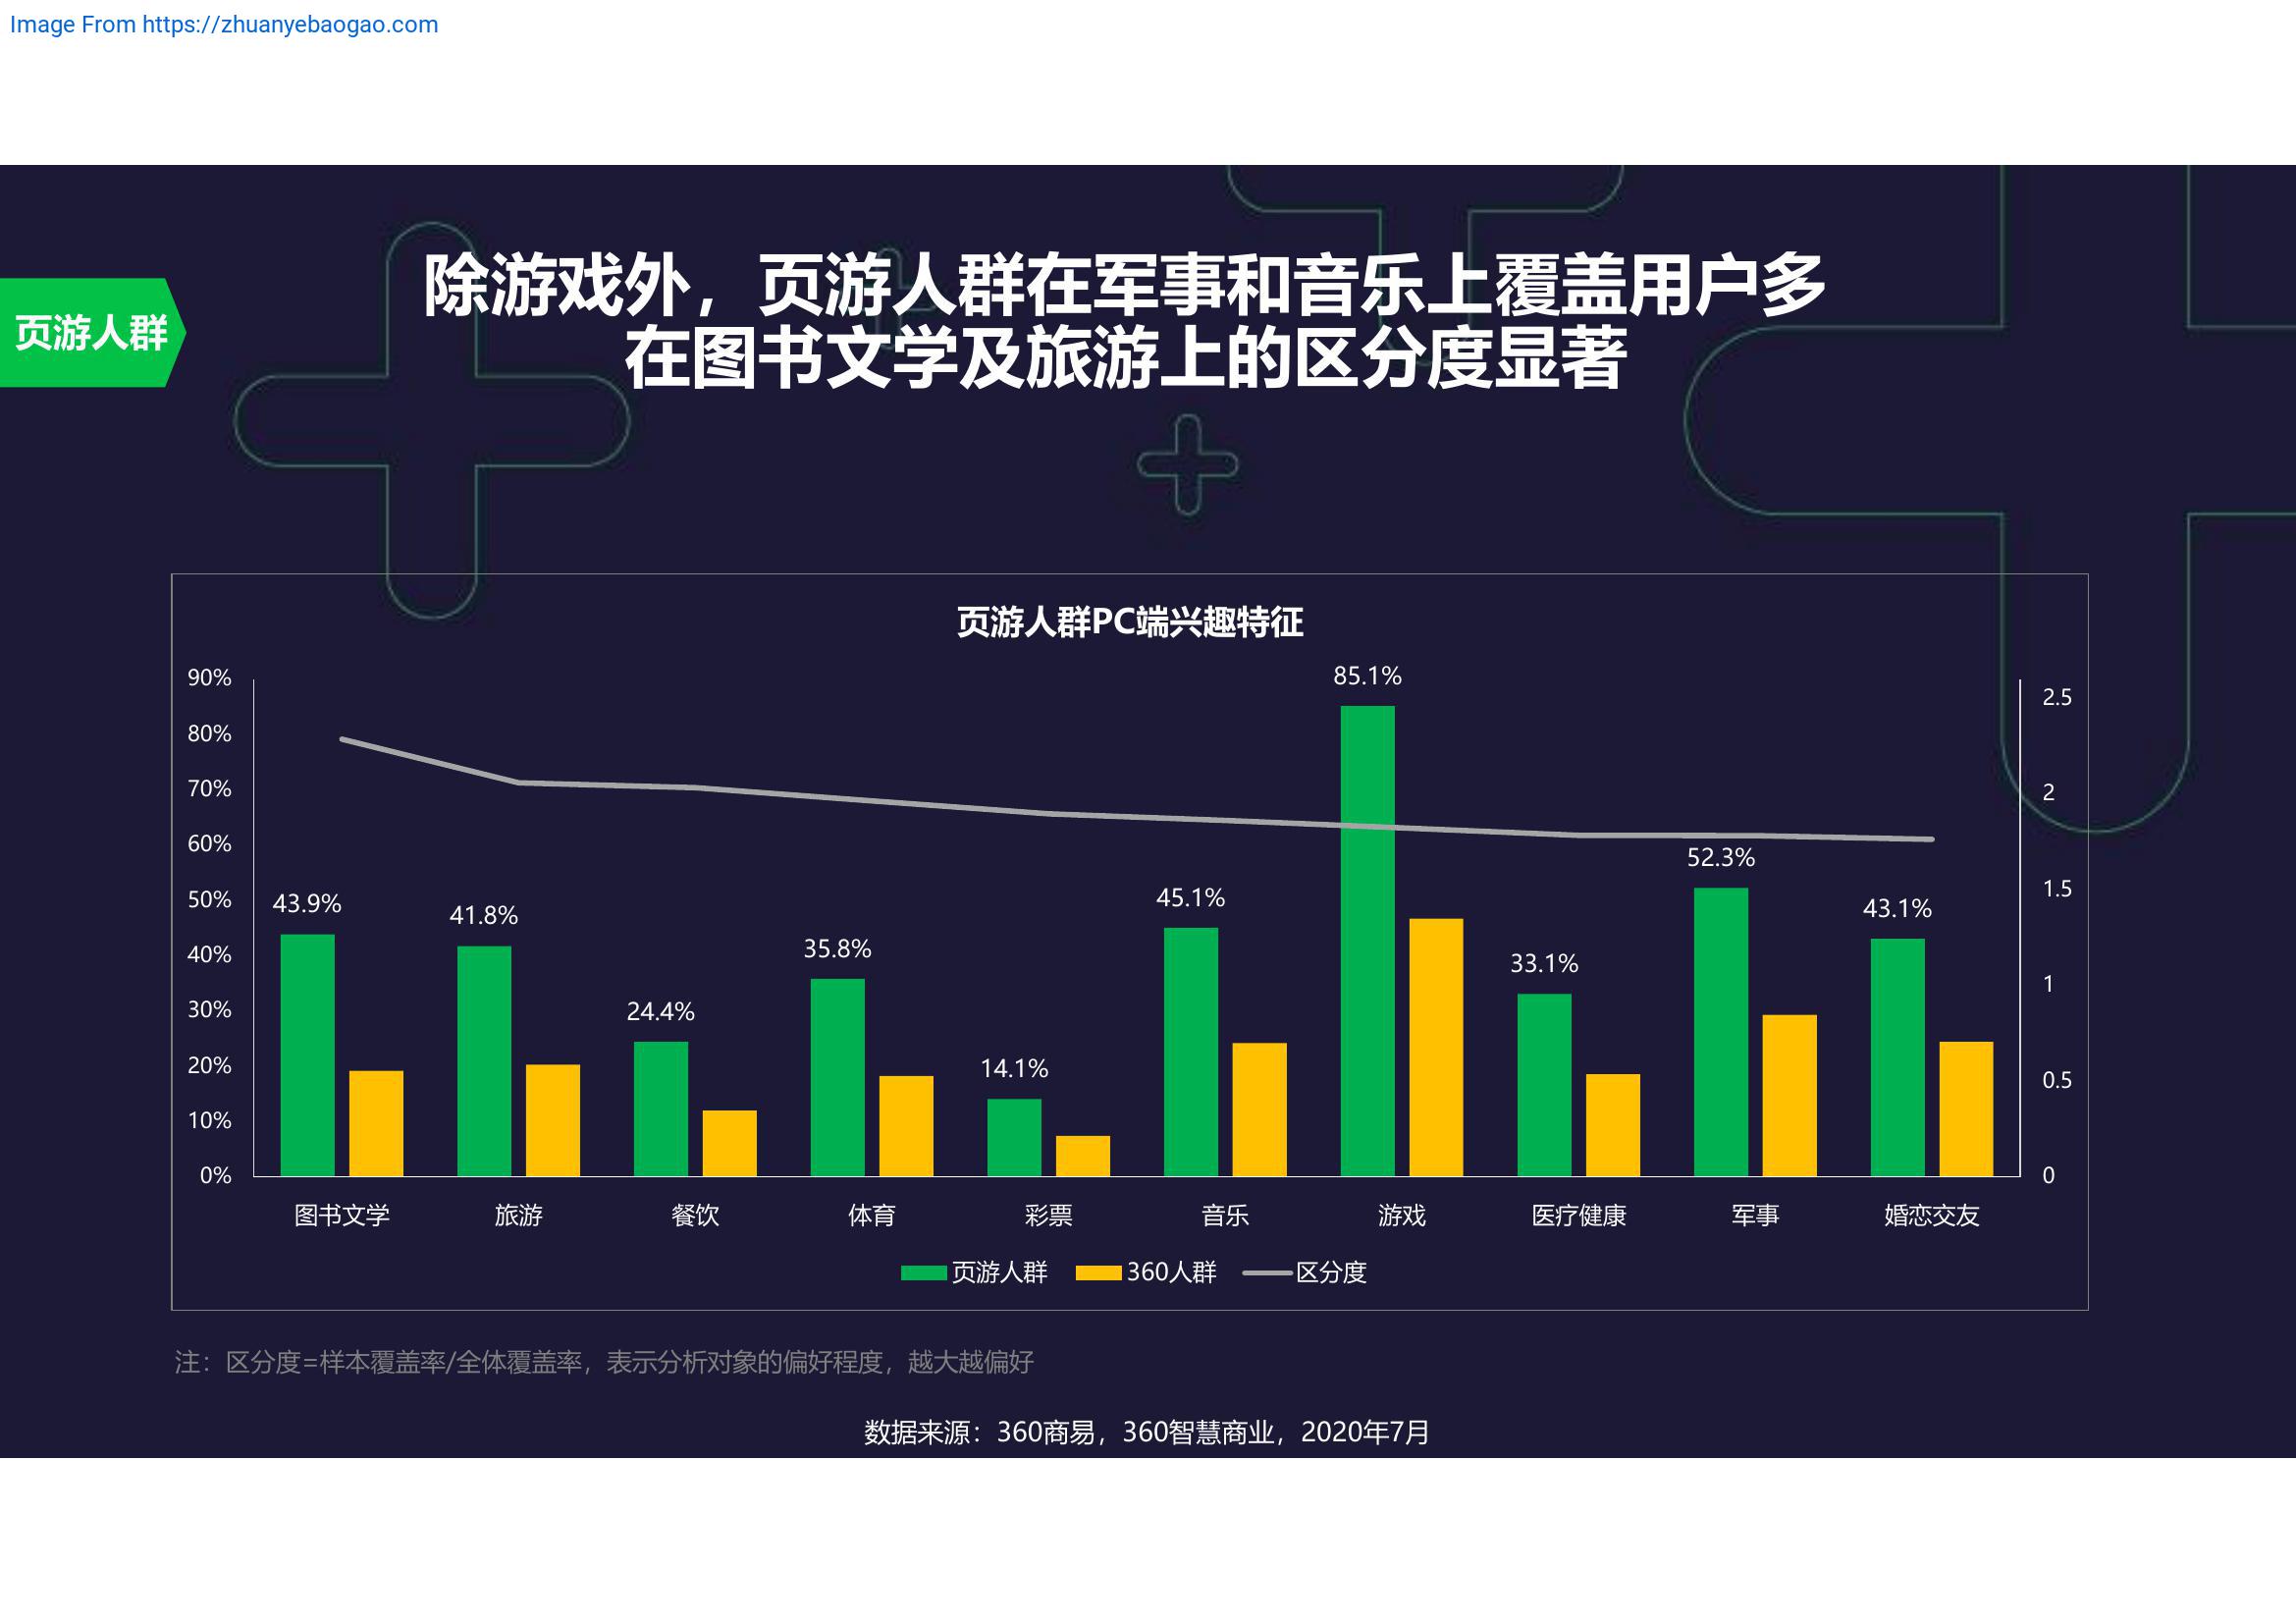 Image From https://zhuanyebaogao.com
除游戏外，页游人群在军事和音乐上覆盖用户多
在图书文学及旅游上的区分度显著
页游人群
页游人群PC端兴趣特征
90%
80%
70%
60%
50%
40%
30%
20%
10%
0%
2.5
2
1.5
1
0.5
0
43.9%
41.8%
24.4%
35.8%
14.1%
45.1%
85.1%
33.1%
52.3%
43.1%
图书文学
旅游
餐饮
体育
彩票
音乐
游戏
医疗健康
军事
婚恋交友
页游人群 360人群 区分度
注：区分度=样本覆盖率/全体覆盖率，表示分析对象的偏好程度，越大越偏好
数据来源：360商易，360智慧商业，2020年7月